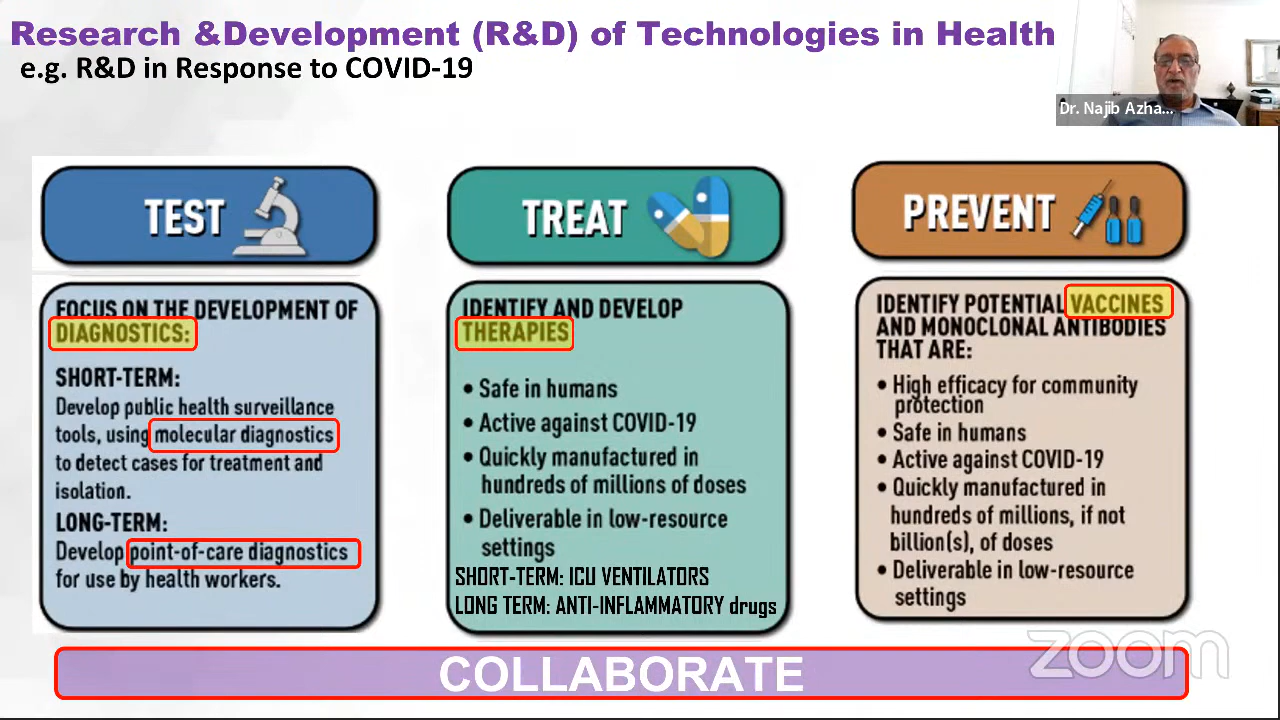 Research &Development (R&D) of Technologies in Health
e.g. R&D in Response to COVID-19
Dr. Najib Azha...
TEST
FOCUS ON THE DEVELOPMENT OF
DIAGNOSTICS:
SHORT-TERM:
Develop public health surveillance
tools, using molecular diagnostics
to detect cases for treatment and
isolation.
LONG-TERM:
Develop point-of-care diagnostics
for use by health workers.
TREAT
IDENTIFY AND DEVELOP
THERAPIES
• Safe in humans
• Active against COVID-19
• Quickly manufactured in
hundreds of millions of doses
• Deliverable in low-resource
settings
SHORT-TERM: ICU VENTILATORS
LONG TERM: ANTI-INFLAMMATORY drugs
PREVENT
IDENTIFY POTENTIAL VACCINES
AND MONOCLONAL ANTIBODIES
THAT ARE:
• High efficacy for community
protection
• Safe in humans
• Active against COVID-19
• Quickly manufactured in
hundreds of millions, if not
billion(s), of doses
• Deliverable in low-resource
settings
COLLABORATE
zoom